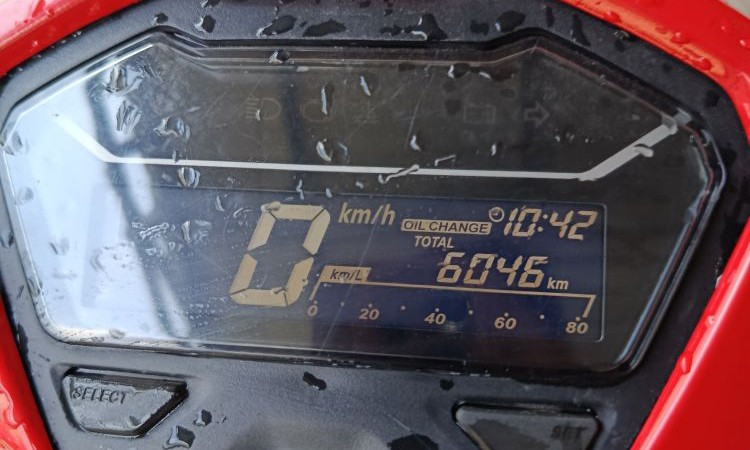 0 km/h OIL CHANGE 10:42
TOTAL
6046 km
km/L
0 20 40 60 80
SELECT SET